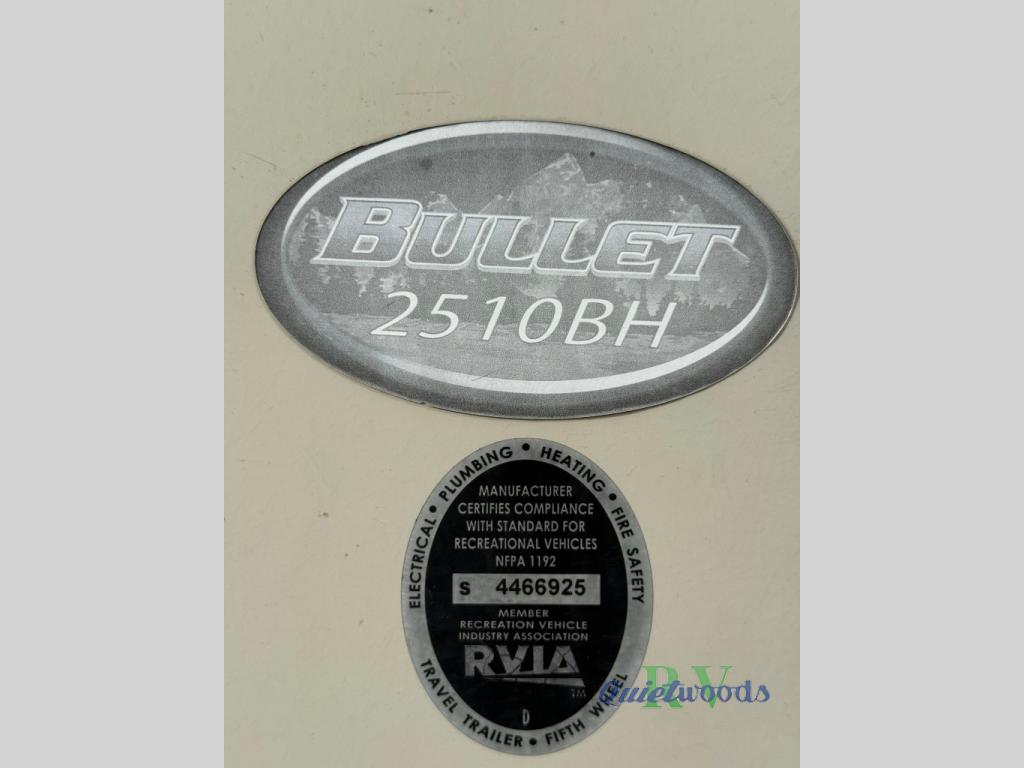 BULLET
2510BH
ELECTRICAL • PLUMBING • HEATING • FIRE SAFETY
MANUFACTURER
CERTIFIES COMPLIANCE
WITH STANDARD FOR
RECREATIONAL VEHICLES
NFPA 1192
S 4466925
MEMBER
RECREATION VEHICLE
INDUSTRY ASSOCIATION
RVIA
TM
D
TRAVEL TRAILER • FIFTH WHEEL
Quietwoods
RV